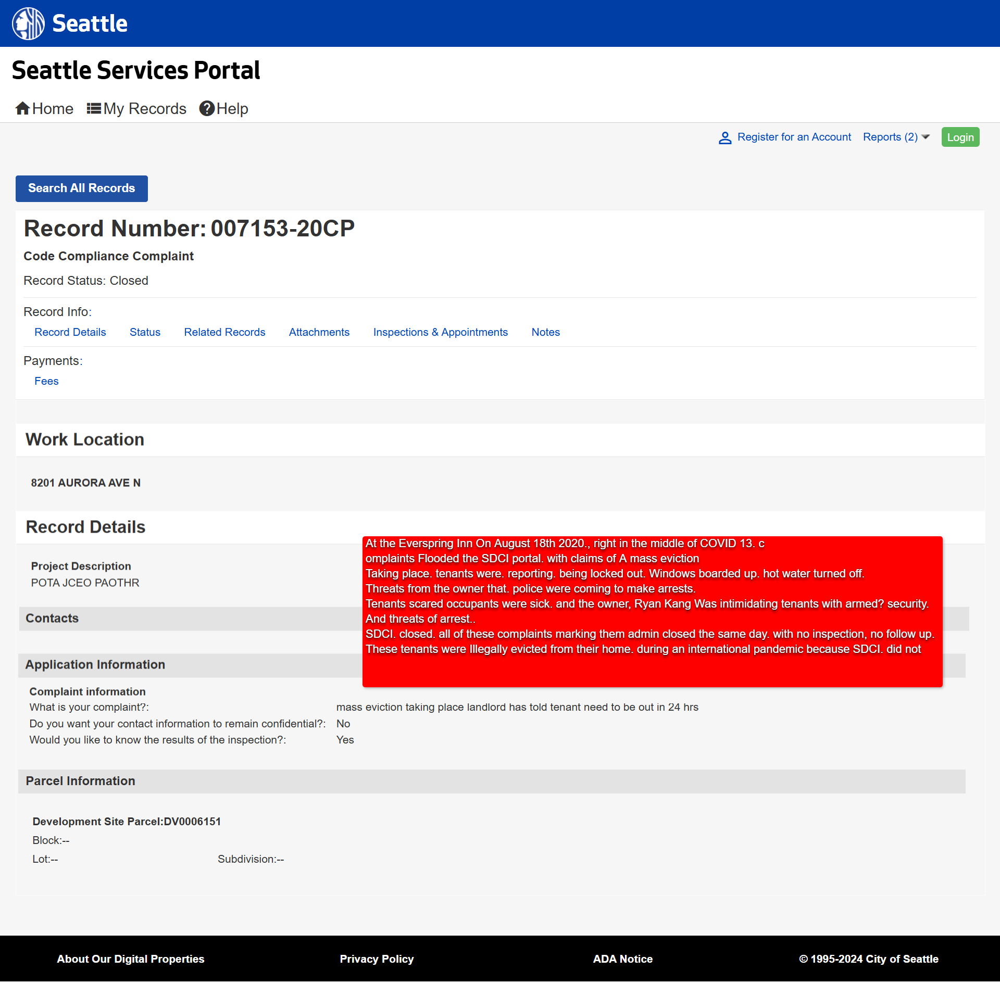 Seattle
Seattle Services Portal
Home My Records Help
Register for an Account Reports (2) Login
Search All Records
Record Number: 007153-20CP
Code Compliance Complaint
Record Status: Closed
Record Info:
Record Details Status Related Records Attachments Inspections & Appointments Notes
Payments:
Fees
Work Location
8201 AURORA AVE N
Record Details
At the Everspring Inn On August 18th 2020., right in the middle of COVID 13. c
omplaints Flooded the SDCI portal. with claims of A mass eviction
Taking place. tenants were. reporting. being locked out. Windows boarded up. hot water turned off.
Threats from the owner that. police were coming to make arrests.
Tenants scared occupants were sick. and the owner, Ryan Kang Was intimidating tenants with armed? security.
And threats of arrest..
SDCI. closed. all of these complaints marking them admin closed the same day. with no inspection, no follow up.
These tenants were Illegally evicted from their home. during an international pandemic because SDCI. did not
Project Description
POTA JCEO PAOTHR
Contacts
Application Information
Complaint information
What is your complaint?: mass eviction taking place landlord has told tenant need to be out in 24 hrs
Do you want your contact information to remain confidential?: No
Would you like to know the results of the inspection?: Yes
Parcel Information
Development Site Parcel:DV0006151
Block:--
Lot:-- Subdivision:--
About Our Digital Properties Privacy Policy ADA Notice © 1995-2024 City of Seattle